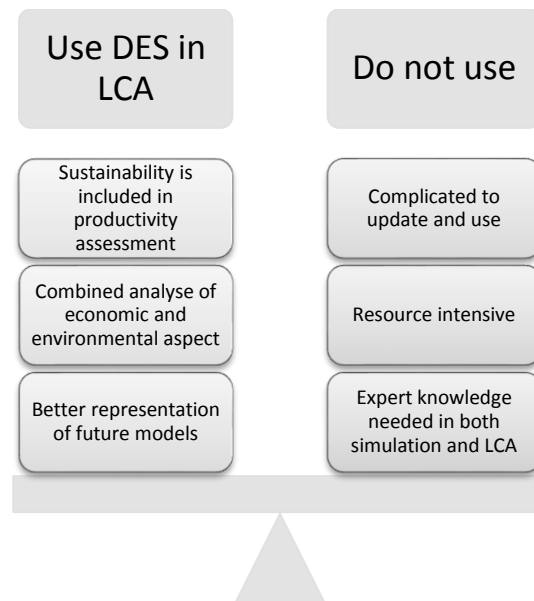 Use DES in
LCA
Do not use
Sustainability is
included in
productivity
assessment
Complicated to
update and use
Combined analyse of
economic and
environmental aspect
Resource intensive
Better representation
of future models
Expert knowledge
needed in both
simulation and LCA